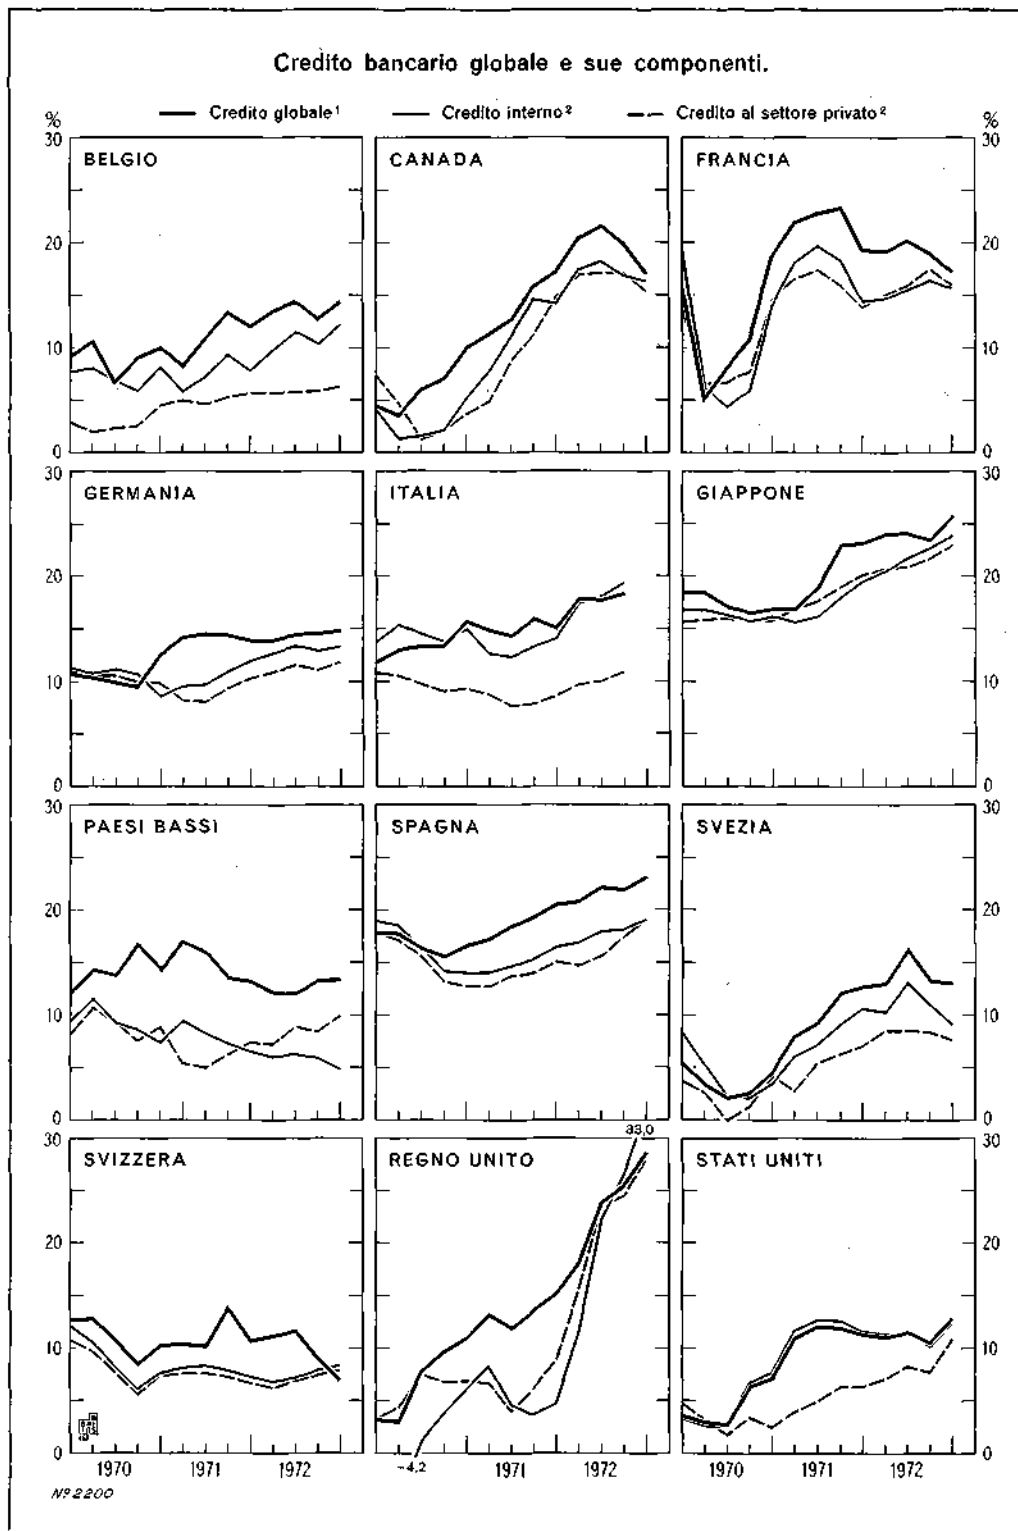 Credito bancario globale e sue componenti.
Credito globale¹ Credito interno² Credito al settore privato²
% %
30 BELGIO CANADA FRANCIA 30
20 20
10 10
0 0
30 GERMANIA ITALIA GIAPPONE 30
20 20
10 10
0 0
30 PAESI BASSI SPAGNA SVEZIA 30
20 20
10 10
0 0
33,0
30 SVIZZERA REGNO UNITO STATI UNITI 30
20 20
10 10
0 0
1970 1971 1972 -4,2 1971 1972 1970 1971 1972
Nº 2200